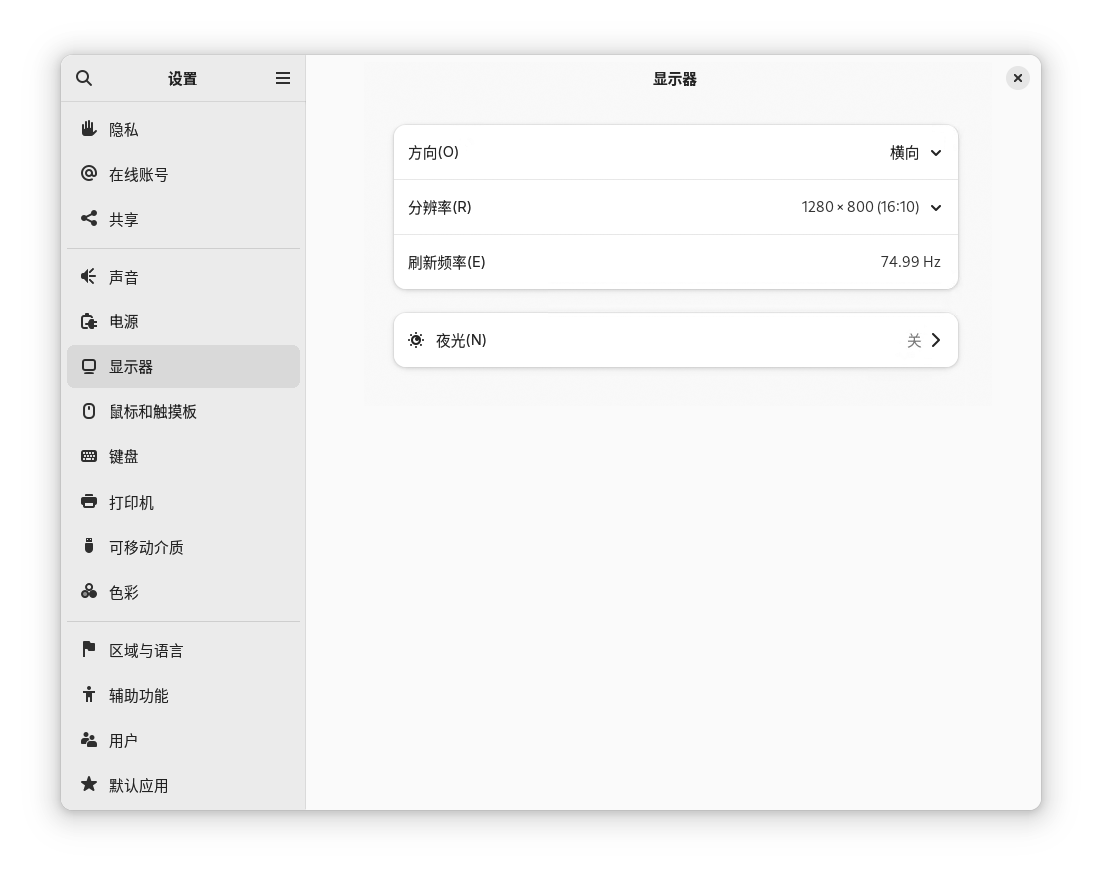 设置
隐私
在线账号
共享
声音
电源
显示器
鼠标和触摸板
键盘
打印机
可移动介质
色彩
区域与语言
辅助功能
用户
默认应用
显示器
方向(O) 横向
分辨率(R) 1280 × 800 (16:10)
刷新频率(E) 74.99 Hz
夜光(N) 关